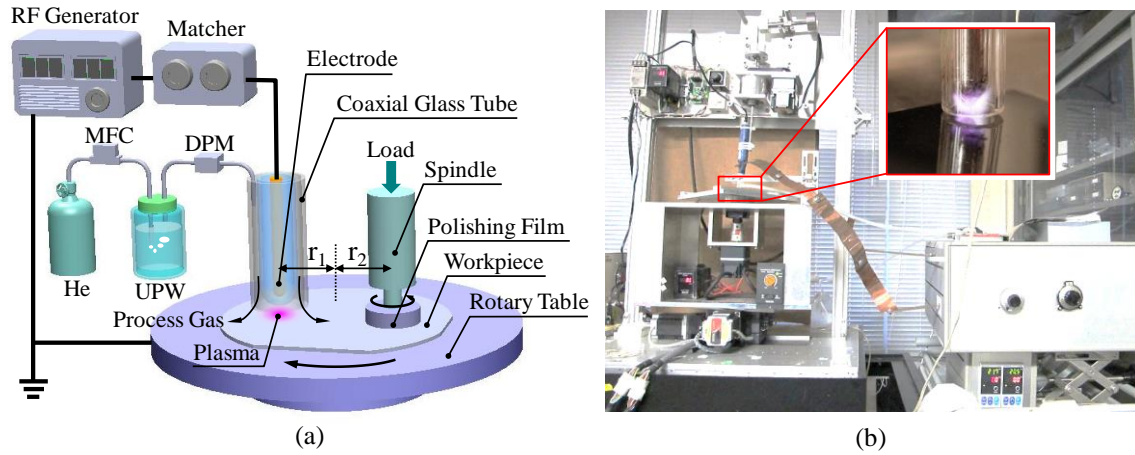 RF Generator
Matcher
Electrode
Coaxial Glass Tube
MFC
DPM
Load
Spindle
Polishing Film
r1
r2
Workpiece
He
UPW
Rotary Table
Process Gas
Plasma
(a)
(b)